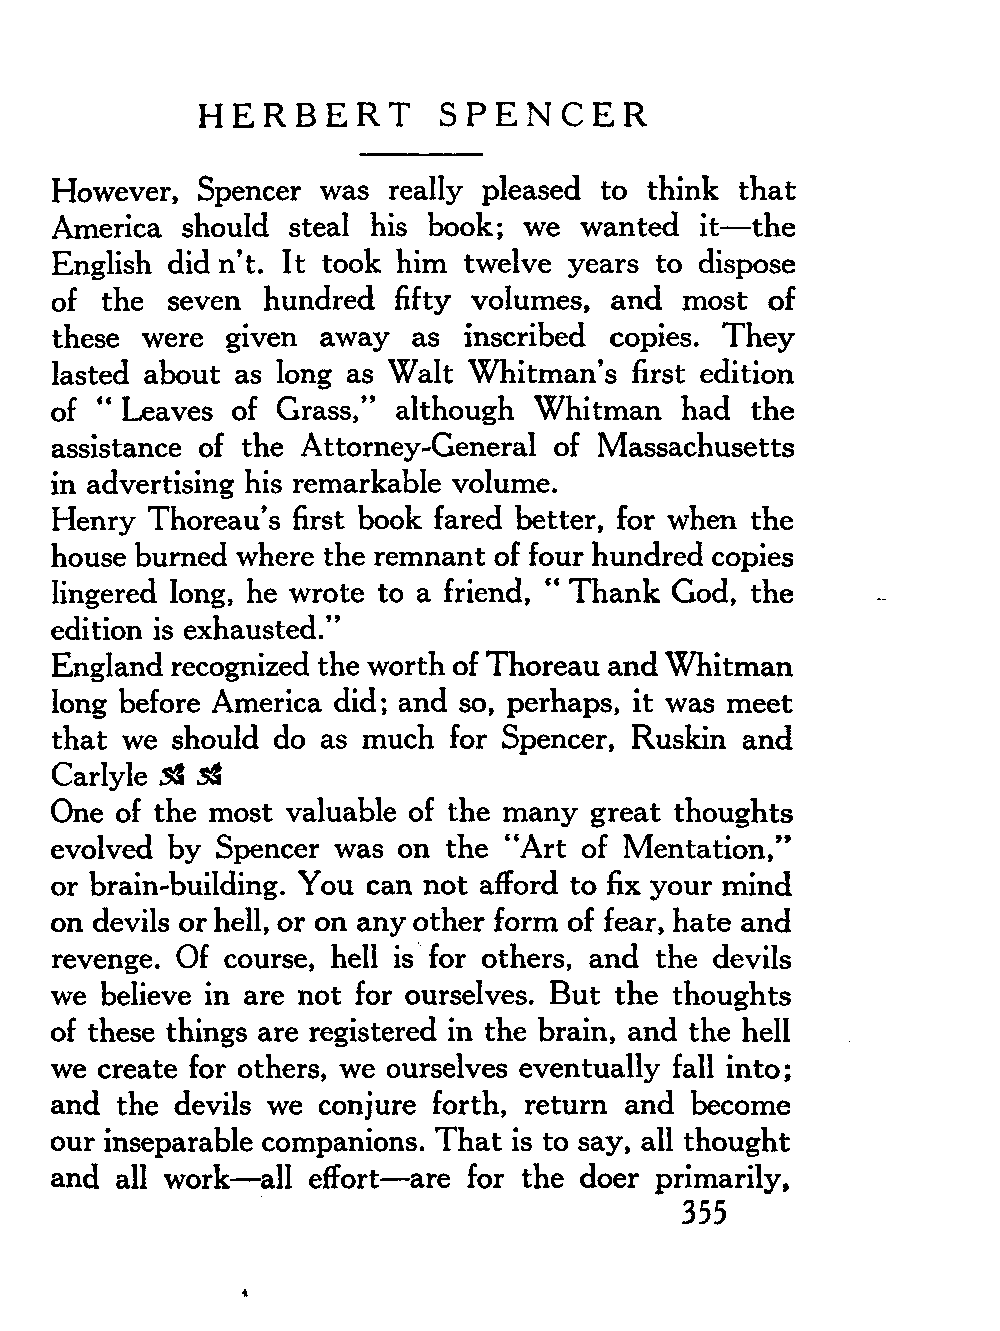 HERBERT SPENCER
However, Spencer was really pleased to think that
America should steal his book; we wanted it—the
English did n't. It took him twelve years to dispose
of the seven hundred fifty volumes, and most of
these were given away as inscribed copies. They
lasted about as long as Walt Whitman's first edition
of " Leaves of Grass," although Whitman had the
assistance of the Attorney-General of Massachusetts
in advertising his remarkable volume.
Henry Thoreau's first book fared better, for when the
house burned where the remnant of four hundred copies
lingered long, he wrote to a friend, " Thank God, the
edition is exhausted."
England recognized the worth of Thoreau and Whitman
long before America did; and so, perhaps, it was meet
that we should do as much for Spencer, Ruskin and
Carlyle
One of the most valuable of the many great thoughts
evolved by Spencer was on the "Art of Mentation,"
or brain-building. You can not afford to fix your mind
on devils or hell, or on any other form of fear, hate and
revenge. Of course, hell is for others, and the devils
we believe in are not for ourselves. But the thoughts
of these things are registered in the brain, and the hell
we create for others, we ourselves eventually fall into;
and the devils we conjure forth, return and become
our inseparable companions. That is to say, all thought
and all work—all effort—are for the doer primarily,
355